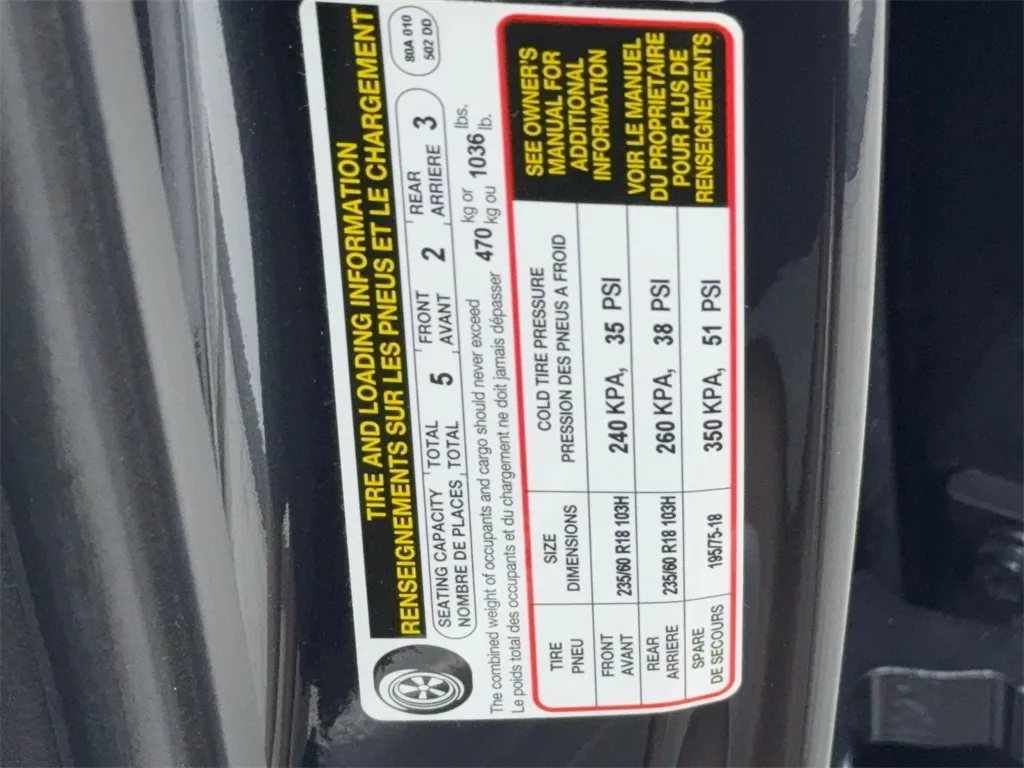 TIRE AND LOADING INFORMATION
RENSEIGNEMENTS SUR LES PNEUS ET LE CHARGEMENT
80A 010
502 DD
SEATING CAPACITY TOTAL 5 FRONT 2 REAR 3
NOMBRE DE PLACES TOTAL AVANT ARRIERE
The combined weight of occupants and cargo should never exceed 470 kg or 1036 lbs.
Le poids total des occupants et du chargement ne doit jamais dépasser kg ou lb.
TIRE SIZE COLD TIRE PRESSURE
PNEU DIMENSIONS PRESSION DES PNEUS A FROID
FRONT
AVANT 235/60 R18 103H 240 KPA, 35 PSI
REAR
ARRIERE 235/60 R18 103H 260 KPA, 38 PSI
SPARE
DE SECOURS 195/75-18 350 KPA, 51 PSI
SEE OWNER'S
MANUAL FOR
ADDITIONAL
INFORMATION
VOIR LE MANUEL
DU PROPRIETAIRE
POUR PLUS DE
RENSEIGNEMENTS